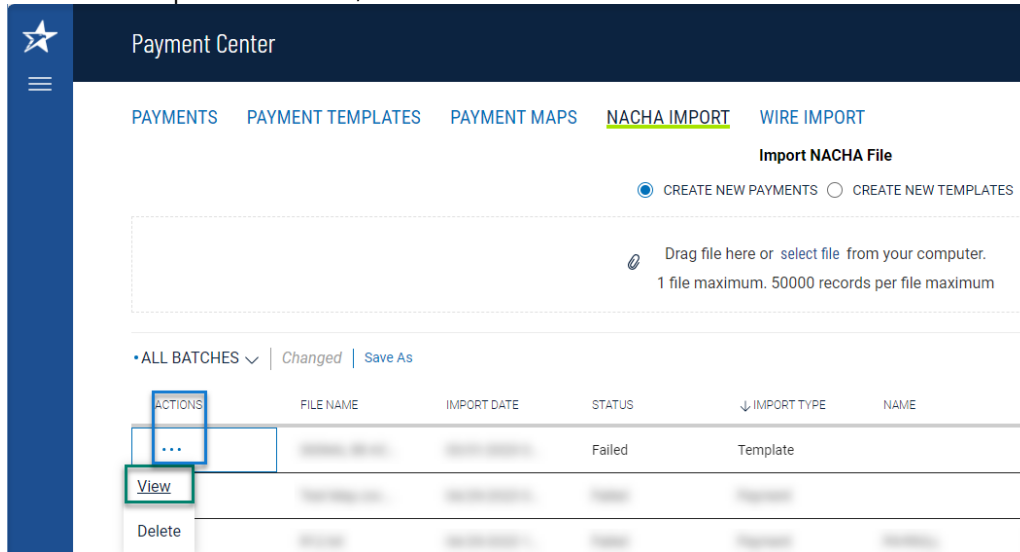 Payment Center
PAYMENTS PAYMENT TEMPLATES PAYMENT MAPS NACHA IMPORT WIRE IMPORT
Import NACHA File
CREATE NEW PAYMENTS CREATE NEW TEMPLATES
Drag file here or select file from your computer.
1 file maximum. 50000 records per file maximum
• ALL BATCHES | Changed | Save As
ACTIONS FILE NAME IMPORT DATE STATUS ↓ IMPORT TYPE NAME
... Failed Template
View
Delete